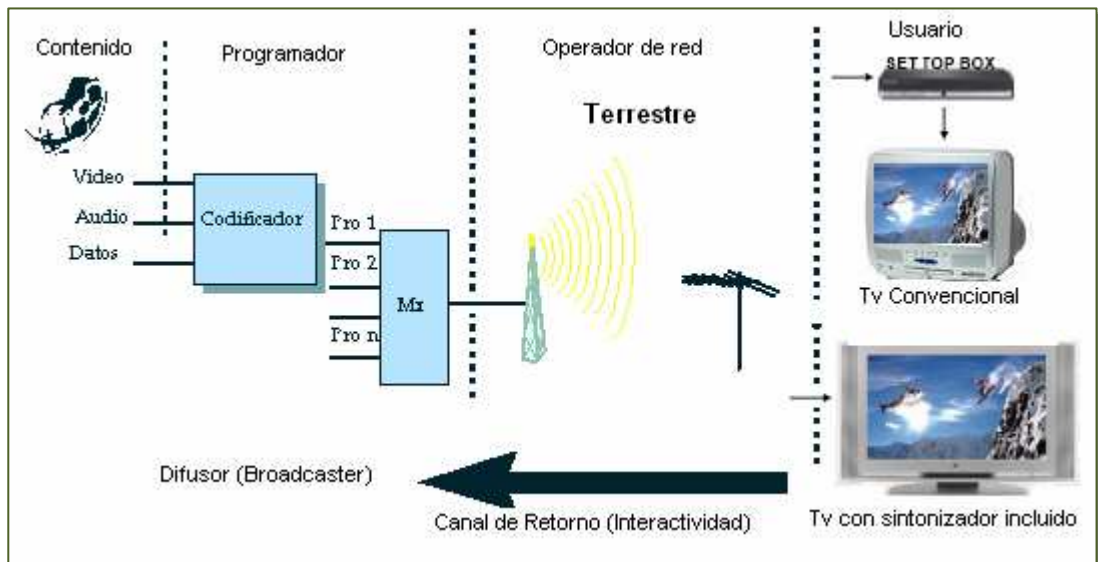 Contenido
Programador
Operador de red
Usuario
SET TOP BOX
Terrestre
Video
Audio
Datos
Codificador
Pro 1
Pro 2
Pro n
Mx
Tv Convencional
Difusor (Broadcaster)
Canal de Retorno (Interactividad)
Tv con sintonizador incluido